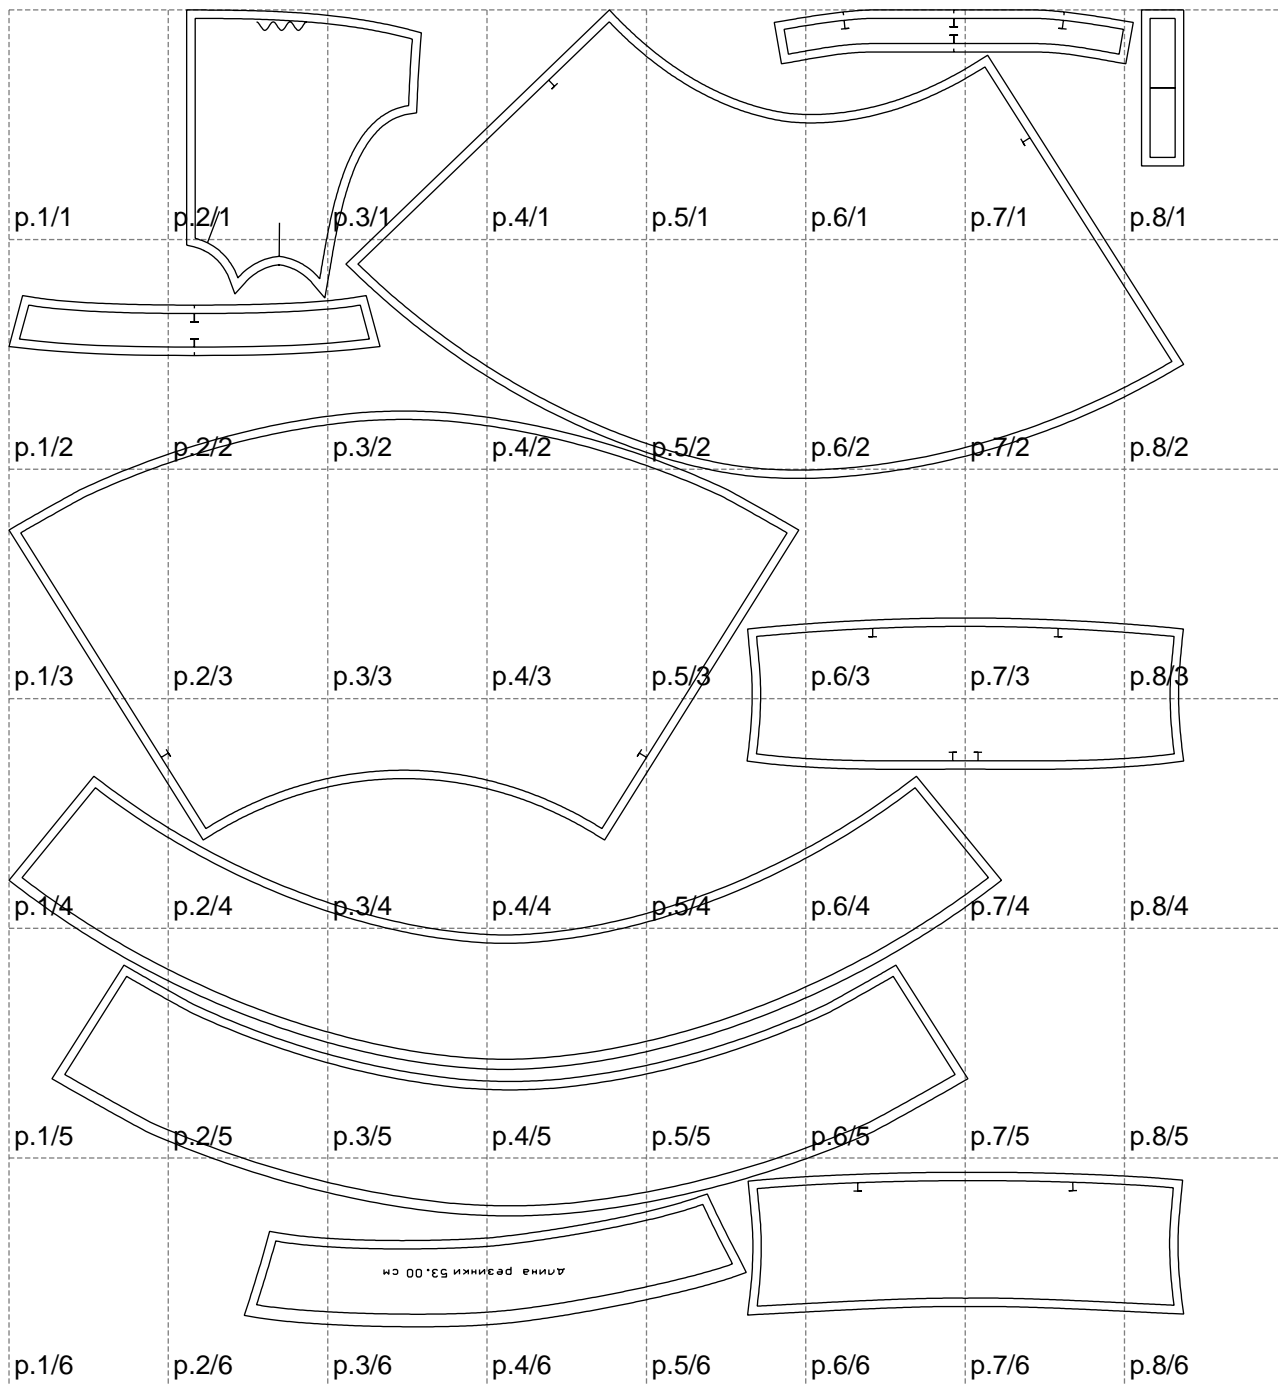 p.1/1 p.2/1 p.3/1 p.4/1 p.5/1 p.6/1 p.7/1 p.8/1
p.1/2 p.2/2 p.3/2 p.4/2 p.5/2 p.6/2 p.7/2 p.8/2
p.1/3 p.2/3 p.3/3 p.4/3 p.5/3 p.6/3 p.7/3 p.8/3
p.1/4 p.2/4 p.3/4 p.4/4 p.5/4 p.6/4 p.7/4 p.8/4
p.1/5 p.2/5 p.3/5 p.4/5 p.5/5 p.6/5 p.7/5 p.8/5
длина резинки 53.00 см
p.1/6 p.2/6 p.3/6 p.4/6 p.5/6 p.6/6 p.7/6 p.8/6